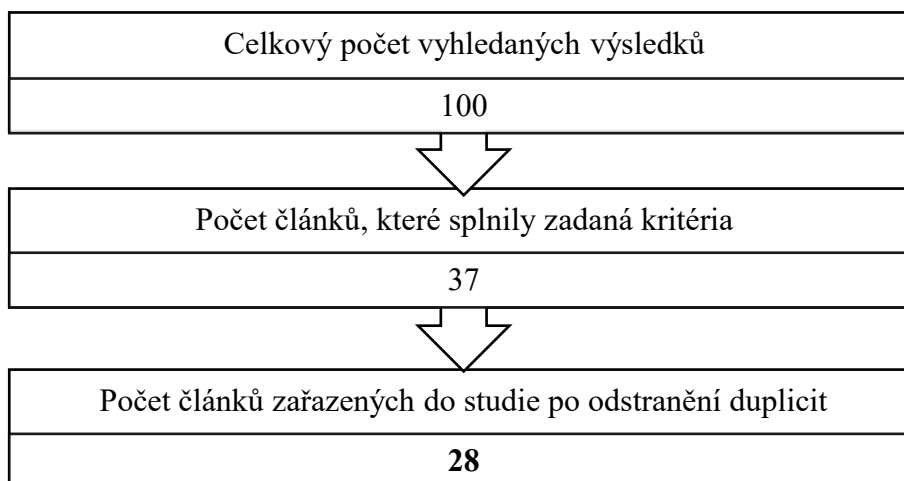 Celkový počet vyhledaných výsledků
100
Počet článků, které splnily zadaná kritéria
37
Počet článků zařazených do studie po odstranění duplicit
28